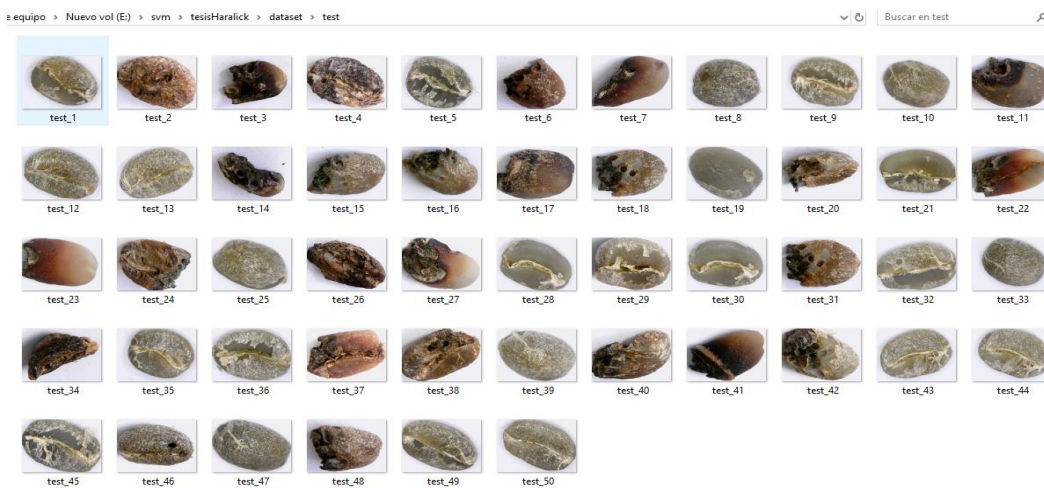 e equipo > Nuevo vol (E:) > svm > tesisHaralick > dataset > test Buscar en test
test_1 test_2 test_3 test_4 test_5 test_6 test_7 test_8 test_9 test_10 test_11
test_12 test_13 test_14 test_15 test_16 test_17 test_18 test_19 test_20 test_21 test_22
test_23 test_24 test_25 test_26 test_27 test_28 test_29 test_30 test_31 test_32 test_33
test_34 test_35 test_36 test_37 test_38 test_39 test_40 test_41 test_42 test_43 test_44
test_45 test_46 test_47 test_48 test_49 test_50